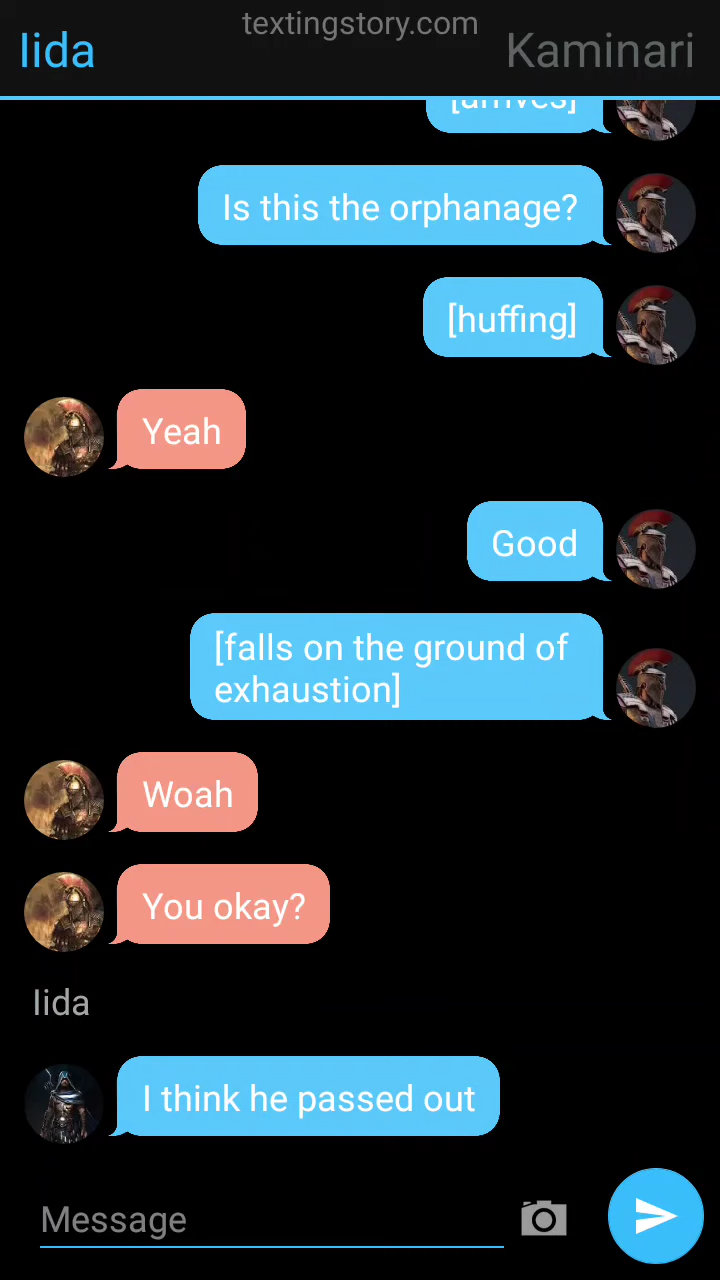 textingstory.com
Iida
Kaminari
[arrives]
Is this the orphanage?
[huffing]
Yeah
Good
[falls on the ground of
exhaustion]
Woah
You okay?
Iida
I think he passed out
Message